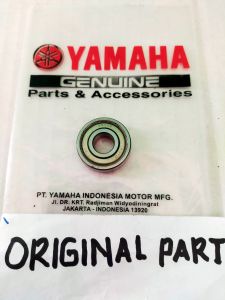 YAMAHA
GENUINE
Parts & Accessories
PT. YAMAHA INDONESIA MOTOR MFG.
Jl. DR. KRT. Radjiman Widyodiningrat
JAKARTA - INDONESIA 13920
ORIGINAL PART